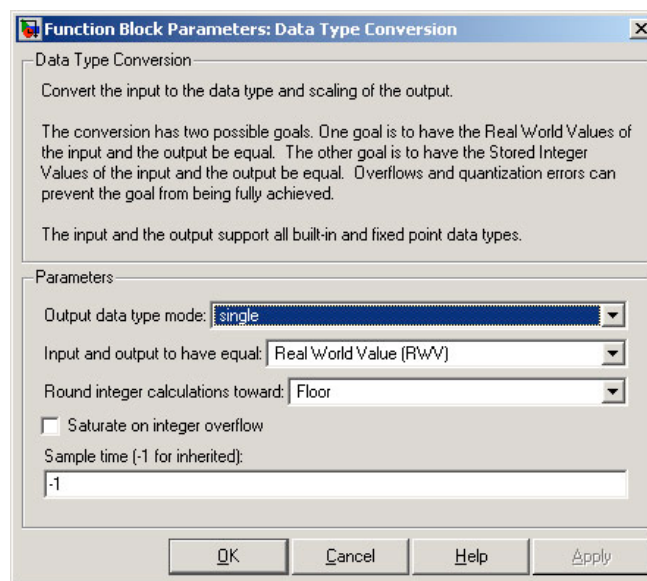 Function Block Parameters: Data Type Conversion
Data Type Conversion
Convert the input to the data type and scaling of the output.
The conversion has two possible goals. One goal is to have the Real World Values of
the input and the output be equal. The other goal is to have the Stored Integer
Values of the input and the output be equal. Overflows and quantization errors can
prevent the goal from being fully achieved.
The input and the output support all built-in and fixed point data types.
Parameters
Output data type mode: single
Input and output to have equal: Real World Value (RWV)
Round integer calculations toward: Floor
Saturate on integer overflow
Sample time (-1 for inherited):
-1
OK Cancel Help Apply